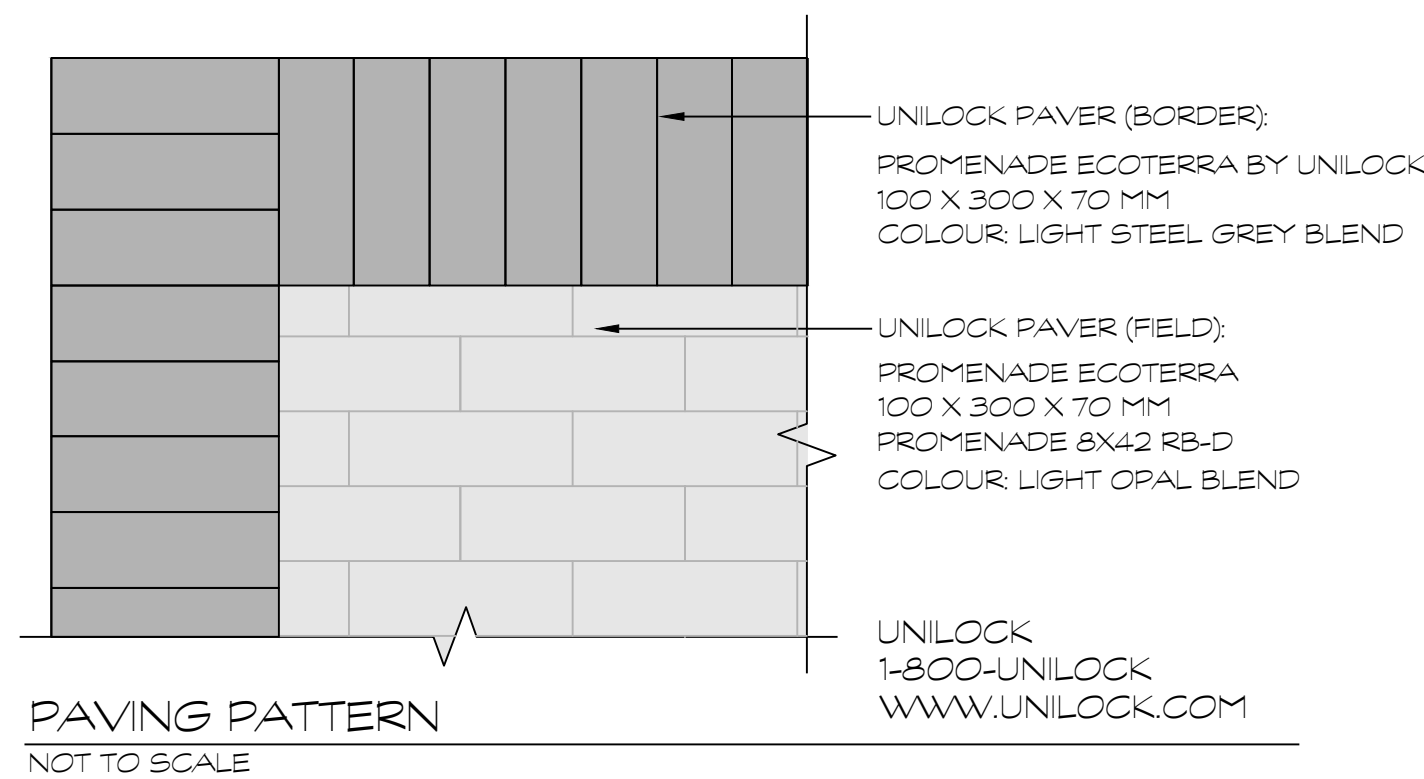 UNILOCK PAVER (BORDER):
PROMENADE ECOTERRA BY UNILOCK
100 X 300 X 70 MM
COLOUR: LIGHT STEEL GREY BLEND
UNILOCK PAVER (FIELD):
PROMENADE ECOTERRA
100 X 300 X 70 MM
PROMENADE 8X42 RB-D
COLOUR: LIGHT OPAL BLEND
UNILOCK
1-800-UNILOCK
WWW.UNILOCK.COM
PAVING PATTERN
NOT TO SCALE